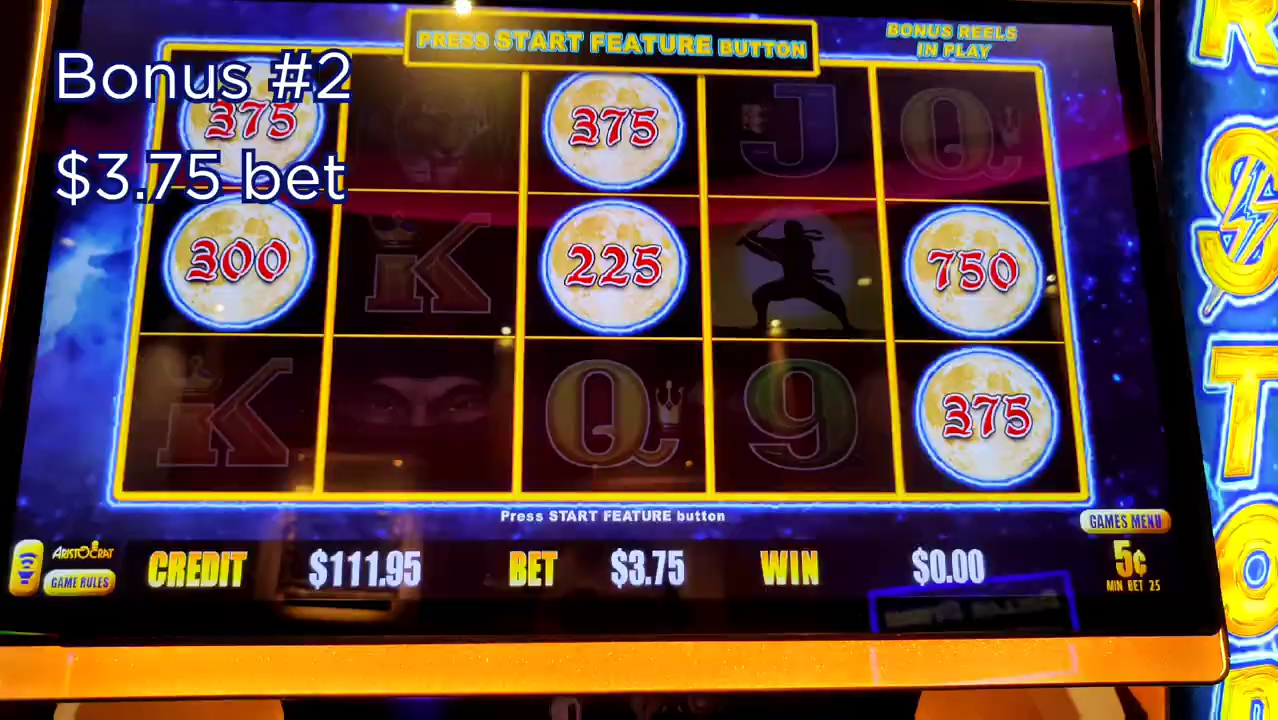 PRESS START FEATURE BUTTON
BONUS REELS
IN PLAY
Bonus #2
$3.75 bet
375
375
J
Q
300
K
225
750
K
Q
9
375
Press START FEATURE button
GAMES MENU
ARISTOCRAT
GAME RULES
CREDIT $111.95 BET $3.75 WIN $0.00
5¢
MIN BET 25